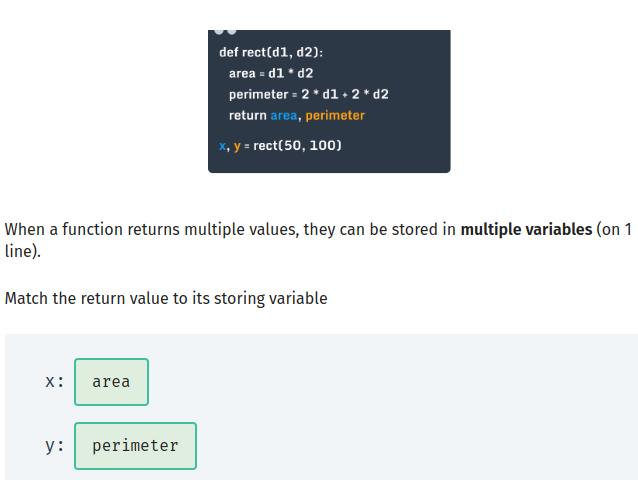 def rect(d1, d2):
area = d1 * d2
perimeter = 2 * d1 + 2 * d2
return area, perimeter
x, y = rect(50, 100)
When a function returns multiple values, they can be stored in multiple variables (on 1
line).
Match the return value to its storing variable
x: area
y: perimeter